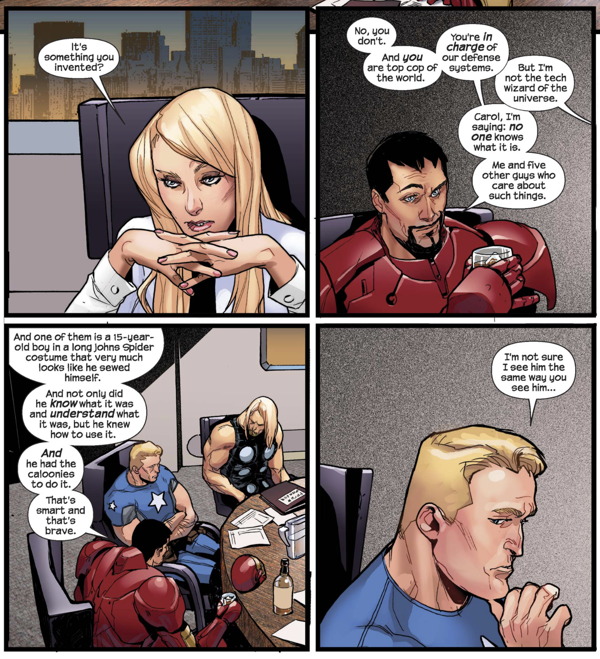 It's
something you
invented?
No, you
don't.
And you
are top cop of
the world.
You're in
charge of
our defense
systems.
But I'm
not the tech
wizard of the
universe.
Carol, I'm
saying: no
one knows
what it is.
Me and five
other guys who
care about
such things.
And one of them is a 15-year-
old boy in a long johns Spider
costume that very much
looks like he sewed
himself.
And not only did
he know what it was
and understand what
it was, but he knew
how to use it.
And
he had the
caloonies
to do it.
That's
smart and
that's
brave.
I'm not sure
I see him the
same way you
see him...